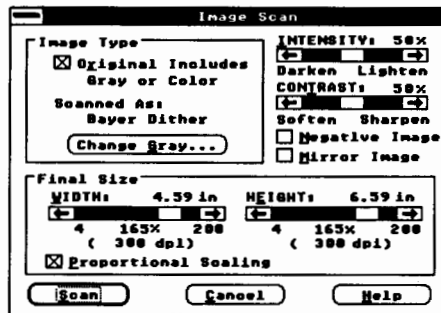 Image Scan
Image Type
Original Includes
Gray or Color
Scanned As:
Bayer Dither
Change Gray...
INTENSITY: 50%
Darken Lighten
CONTRAST: 50%
Soften Sharpen
Negative Image
Mirror Image
Final Size
WIDTH: 4.59 in
4 165% 200
( 300 dpi)
HEIGHT: 6.59 in
4 165% 200
( 300 dpi)
Proportional Scaling
Scan
Cancel
Help